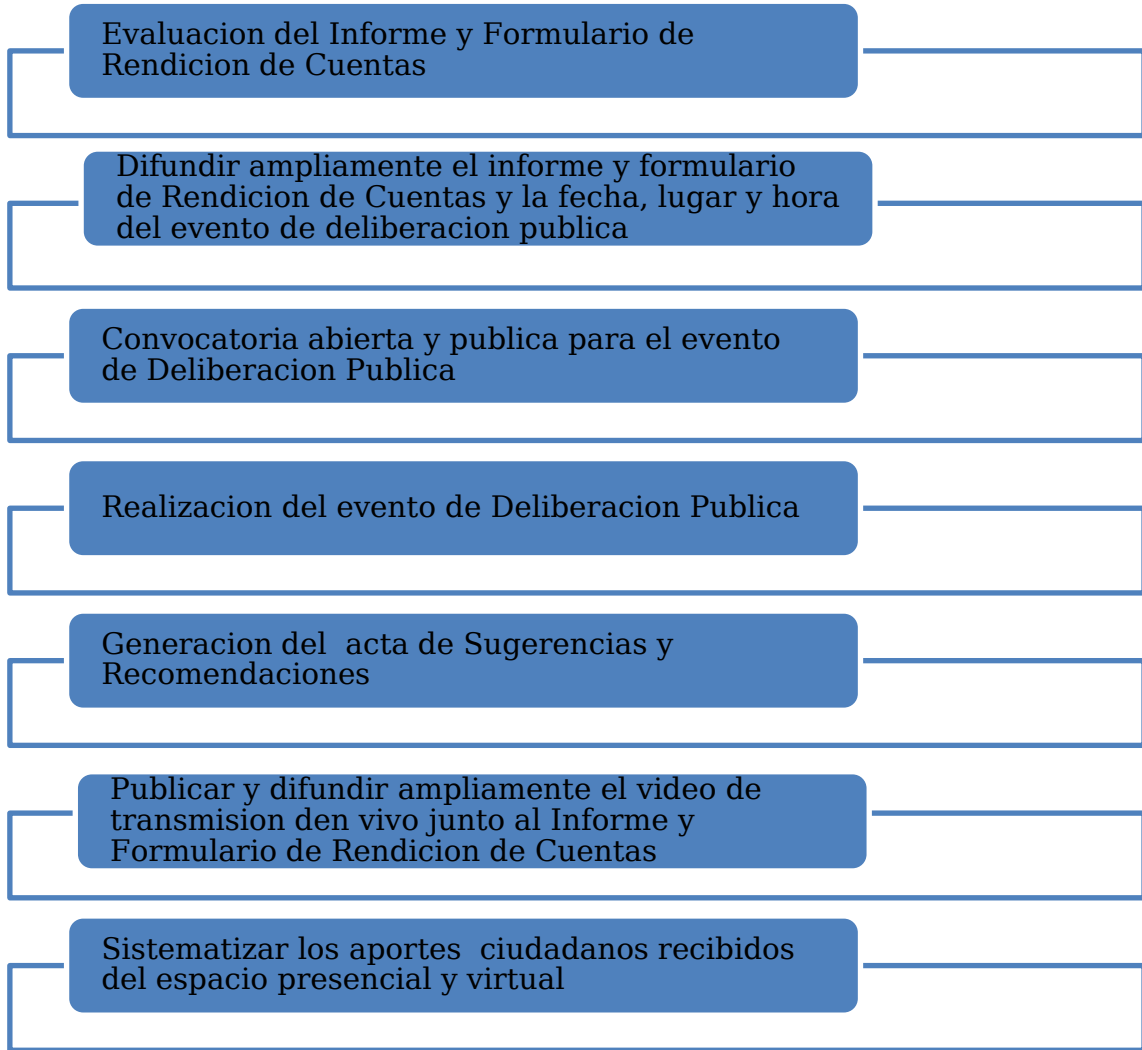 Evaluacion del Informe y Formulario de
Rendicion de Cuentas
Difundir ampliamente el informe y formulario
de Rendicion de Cuentas y la fecha, lugar y hora
del evento de deliberacion publica
Convocatoria abierta y publica para el evento
de Deliberacion Publica
Realizacion del evento de Deliberacion Publica
Generacion del  acta de Sugerencias y
Recomendaciones
Publicar y difundir ampliamente el video de
transmision den vivo junto al Informe y
Formulario de Rendicion de Cuentas
Sistematizar los aportes  ciudadanos recibidos
del espacio presencial y virtual